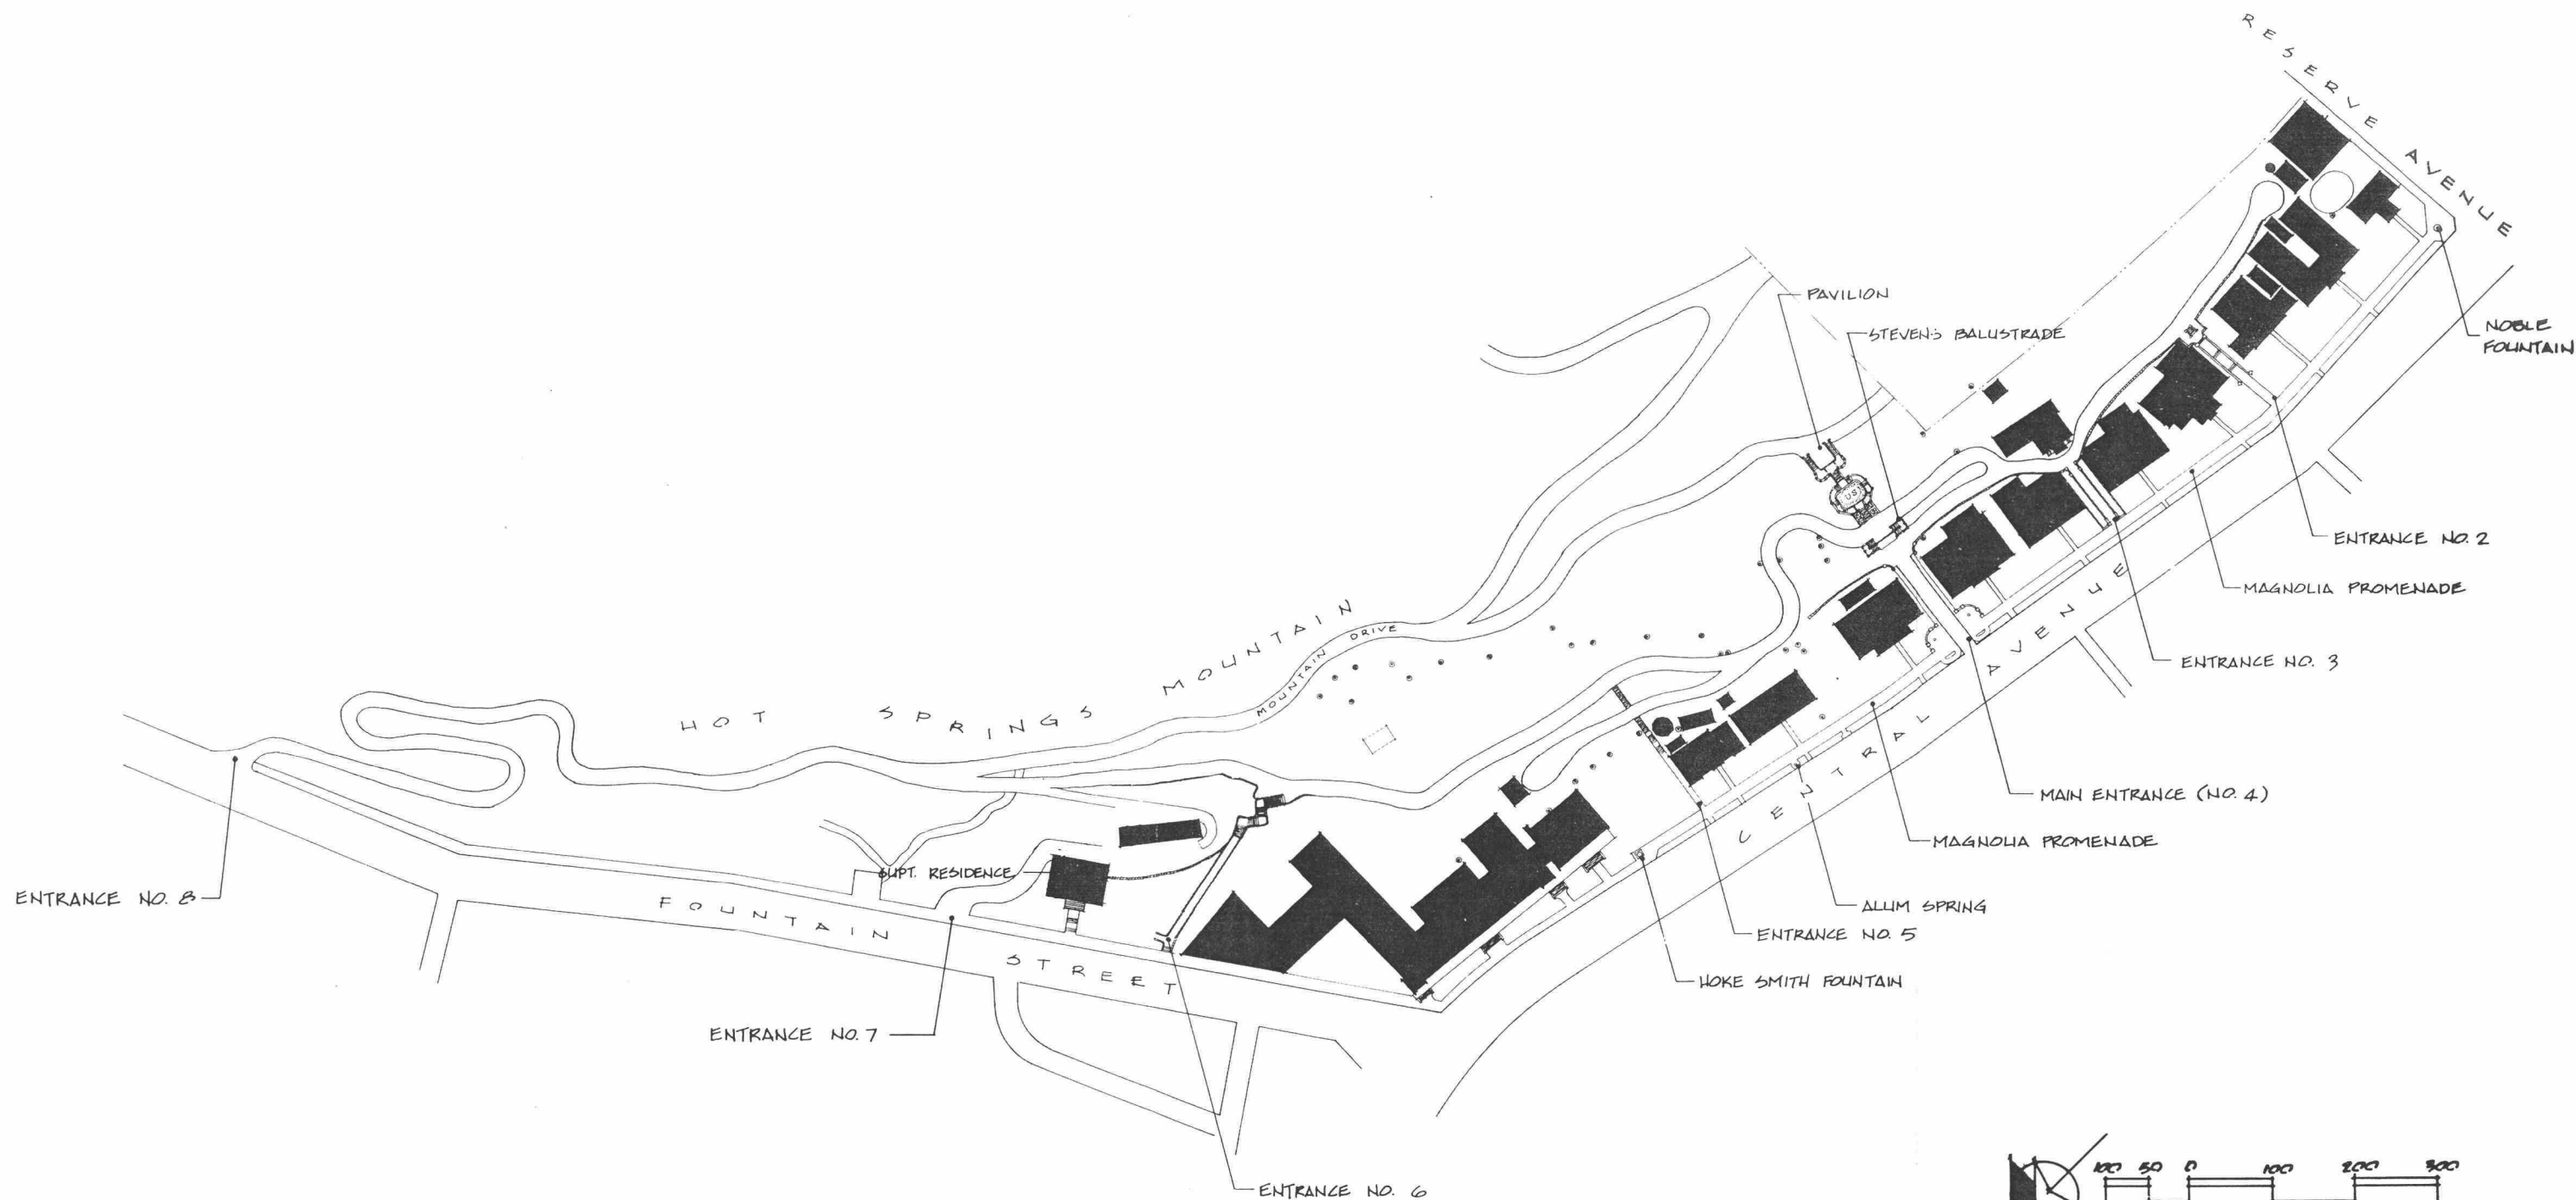 RESERVE AVENUE
PAVILION
STEVENS BALUSTRADE
NOBLE
FOUNTAIN
US
ENTRANCE NO. 2
MAGNOLIA PROMENADE
HOT SPRINGS MOUNTAIN
MOUNTAIN DRIVE
ENTRANCE NO. 3
CENTRAL AVENUE
MAIN ENTRANCE (NO. 4)
MAGNOLIA PROMENADE
SUPT. RESIDENCE
ENTRANCE NO. 8
FOUNTAIN STREET
ALUM SPRING
ENTRANCE NO. 5
HOKE SMITH FOUNTAIN
ENTRANCE NO. 7
ENTRANCE NO. 6
100 50 0 100 200 300